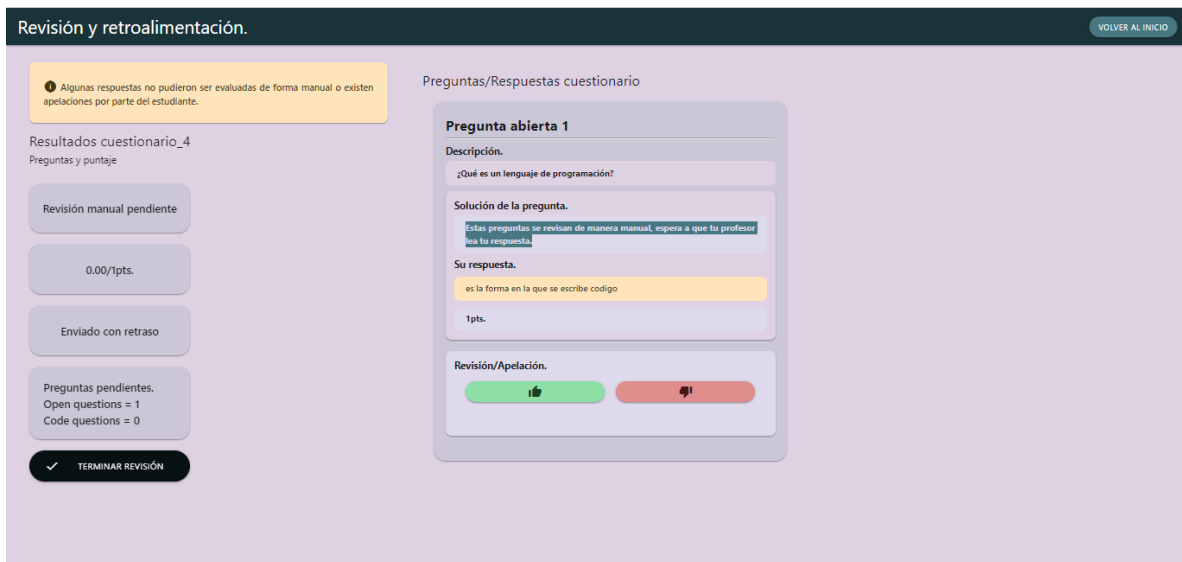 Revisión y retroalimentación.
VOLVER AL INICIO
Algunas respuestas no pudieron ser evaluadas de forma manual o existen
apelaciones por parte del estudiante.
Resultados cuestionario_4
Preguntas y puntaje
Revisión manual pendiente
0.00/1pts.
Enviado con retraso
Preguntas pendientes.
Open questions = 1
Code questions = 0
TERMINAR REVISIÓN
Preguntas/Respuestas cuestionario
Pregunta abierta 1
Descripción.
¿Qué es un lenguaje de programación?
Solución de la pregunta.
Estas preguntas se revisan de manera manual, espera a que tu profesor
lea tu respuesta.
Su respuesta.
es la forma en la que se escribe codigo
1pts.
Revisión/Apelación.